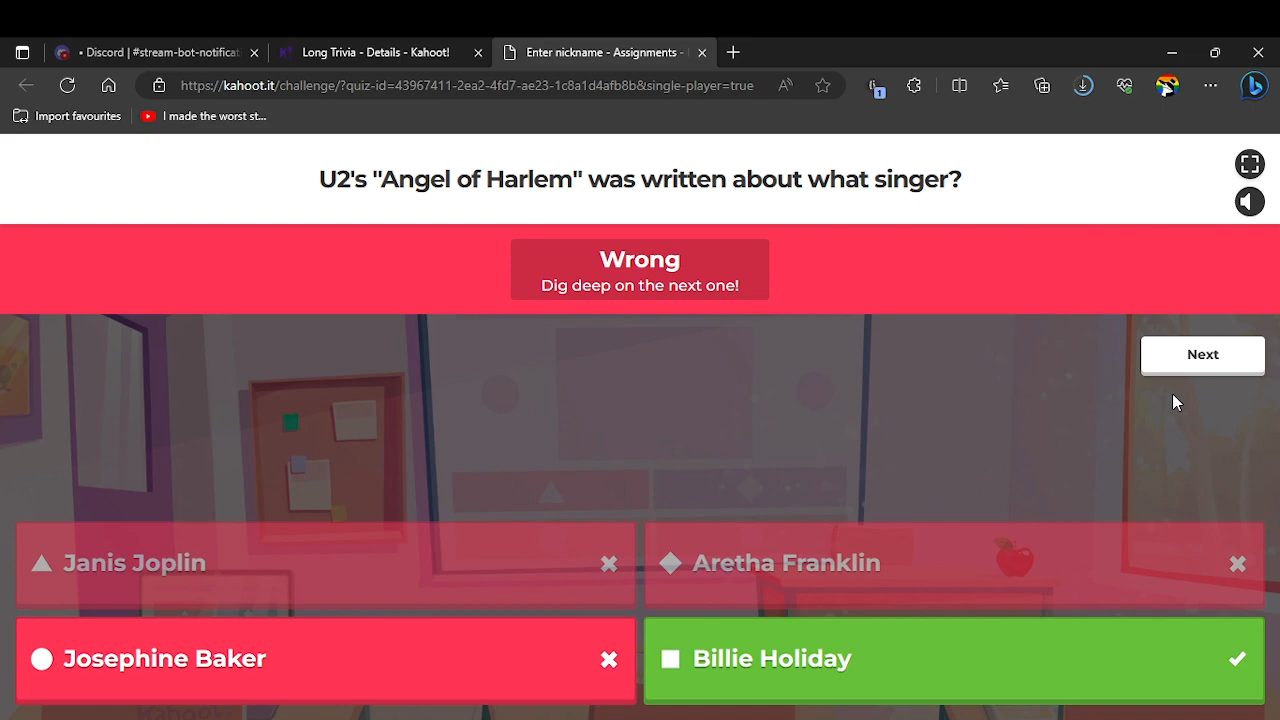 • Discord | #stream-bot-notificat
Long Trivia - Details - Kahoot!
Enter nickname - Assignments -
https://kahoot.it/challenge/?quiz-id=43967411-2ca2-4fd7-ae23-1c8a1d4afb8b&single-player=true
1
Import favourites
I made the worst st...
U2's "Angel of Harlem" was written about what singer?
Wrong
Dig deep on the next one!
Next
Janis Joplin
Aretha Franklin
Josephine Baker
Billie Holiday